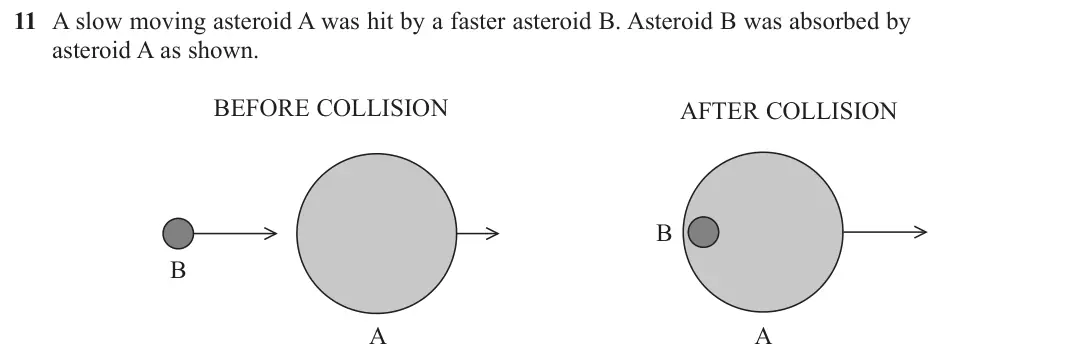 11 A slow moving asteroid A was hit by a faster asteroid B. Asteroid B was absorbed by
asteroid A as shown.
BEFORE COLLISION
AFTER COLLISION
B
A
B
A